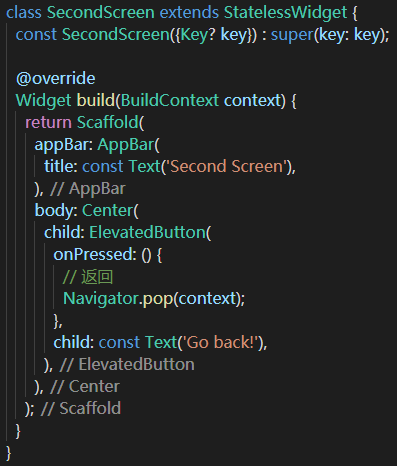 class SecondScreen extends StatelessWidget {
  const SecondScreen({Key? key}) : super(key: key);

  @override
  Widget build(BuildContext context) {
    return Scaffold(
      appBar: AppBar(
        title: const Text('Second Screen'),
      ), // AppBar
      body: Center(
        child: ElevatedButton(
          onPressed: () {
            // 返回
            Navigator.pop(context);
          },
          child: const Text('Go back!'),
        ), // ElevatedButton
      ), // Center
    ); // Scaffold
  }
}